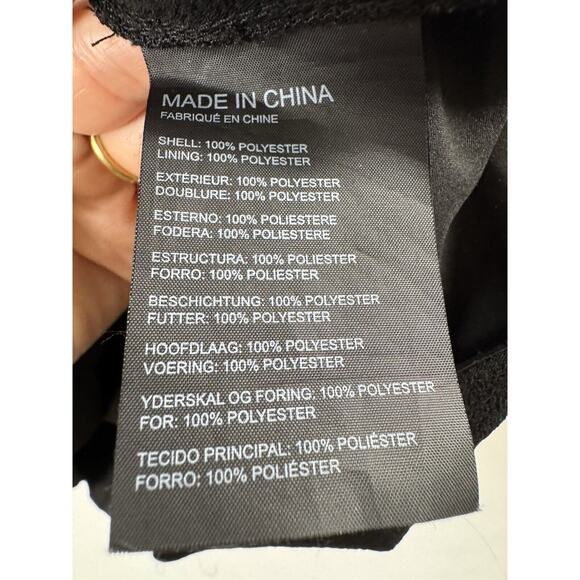 MADE IN CHINA
FABRIQUÉ EN CHINE
SHELL: 100% POLYESTER
LINING: 100% POLYESTER
EXTÉRIEUR: 100% POLYESTER
DOUBLURE: 100% POLYESTER
ESTERNO: 100% POLIESTERE
FODERA: 100% POLIESTERE
ESTRUCTURA: 100% POLYESTER
FORRO: 100% POLYESTER
BESCHICHTUNG: 100% POLYESTER
FUTTER: 100% POLYESTER
HOOFDLAAG: 100% POLYESTER
VOERING: 100% POLYESTER
YDERSKAL OG FORING: 100% POLYESTER
FOR: 100% POLYESTER
TECIDO PRINCIPAL: 100% POLIÉSTER
FORRO: 100% POLIÉSTER